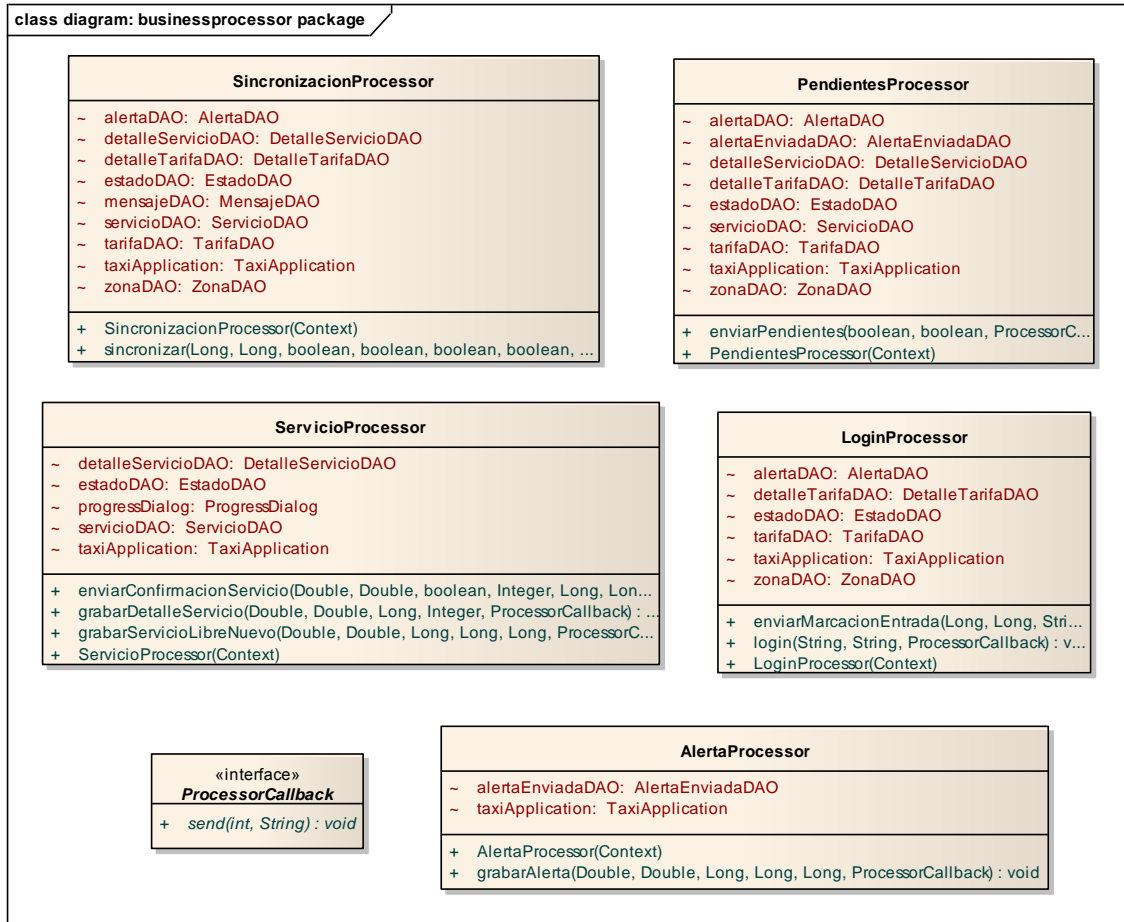 class diagram: businessprocessor package
SincronizacionProcessor
~ alertaDAO: AlertaDAO
~ detalleServicioDAO: DetalleServicioDAO
~ detalleTarifaDAO: DetalleTarifaDAO
~ estadoDAO: EstadoDAO
~ mensajeDAO: MensajeDAO
~ servicioDAO: ServicioDAO
~ tarifaDAO: TarifaDAO
~ taxiApplication: TaxiApplication
~ zonaDAO: ZonaDAO
+ SincronizacionProcessor(Context)
+ sincronizar(Long, Long, boolean, boolean, boolean, boolean, ...
PendientesProcessor
~ alertaDAO: AlertaDAO
~ alertaEnviadaDAO: AlertaEnviadaDAO
~ detalleServicioDAO: DetalleServicioDAO
~ detalleTarifaDAO: DetalleTarifaDAO
~ estadoDAO: EstadoDAO
~ servicioDAO: ServicioDAO
~ tarifaDAO: TarifaDAO
~ taxiApplication: TaxiApplication
~ zonaDAO: ZonaDAO
+ enviarPendientes(boolean, boolean, ProcessorC...
+ PendientesProcessor(Context)
ServicioProcessor
~ detalleServicioDAO: DetalleServicioDAO
~ estadoDAO: EstadoDAO
~ progressDialog: ProgressDialog
~ servicioDAO: ServicioDAO
~ taxiApplication: TaxiApplication
+ enviarConfirmacionServicio(Double, Double, boolean, Integer, Long, Lon...
+ grabarDetalleServicio(Double, Double, Long, Integer, ProcessorCallback) : ...
+ grabarServicioLibreNuevo(Double, Double, Long, Long, Long, ProcessorC...
+ ServicioProcessor(Context)
LoginProcessor
~ alertaDAO: AlertaDAO
~ detalleTarifaDAO: DetalleTarifaDAO
~ estadoDAO: EstadoDAO
~ tarifaDAO: TarifaDAO
~ taxiApplication: TaxiApplication
~ zonaDAO: ZonaDAO
+ enviarMarcacionEntrada(Long, Long, Stri...
+ login(String, String, ProcessorCallback) : v...
+ LoginProcessor(Context)
«interface»
ProcessorCallback
+ send(int, String) : void
AlertaProcessor
~ alertaEnviadaDAO: AlertaEnviadaDAO
~ taxiApplication: TaxiApplication
+ AlertaProcessor(Context)
+ grabarAlerta(Double, Double, Long, Long, Long, ProcessorCallback) : void